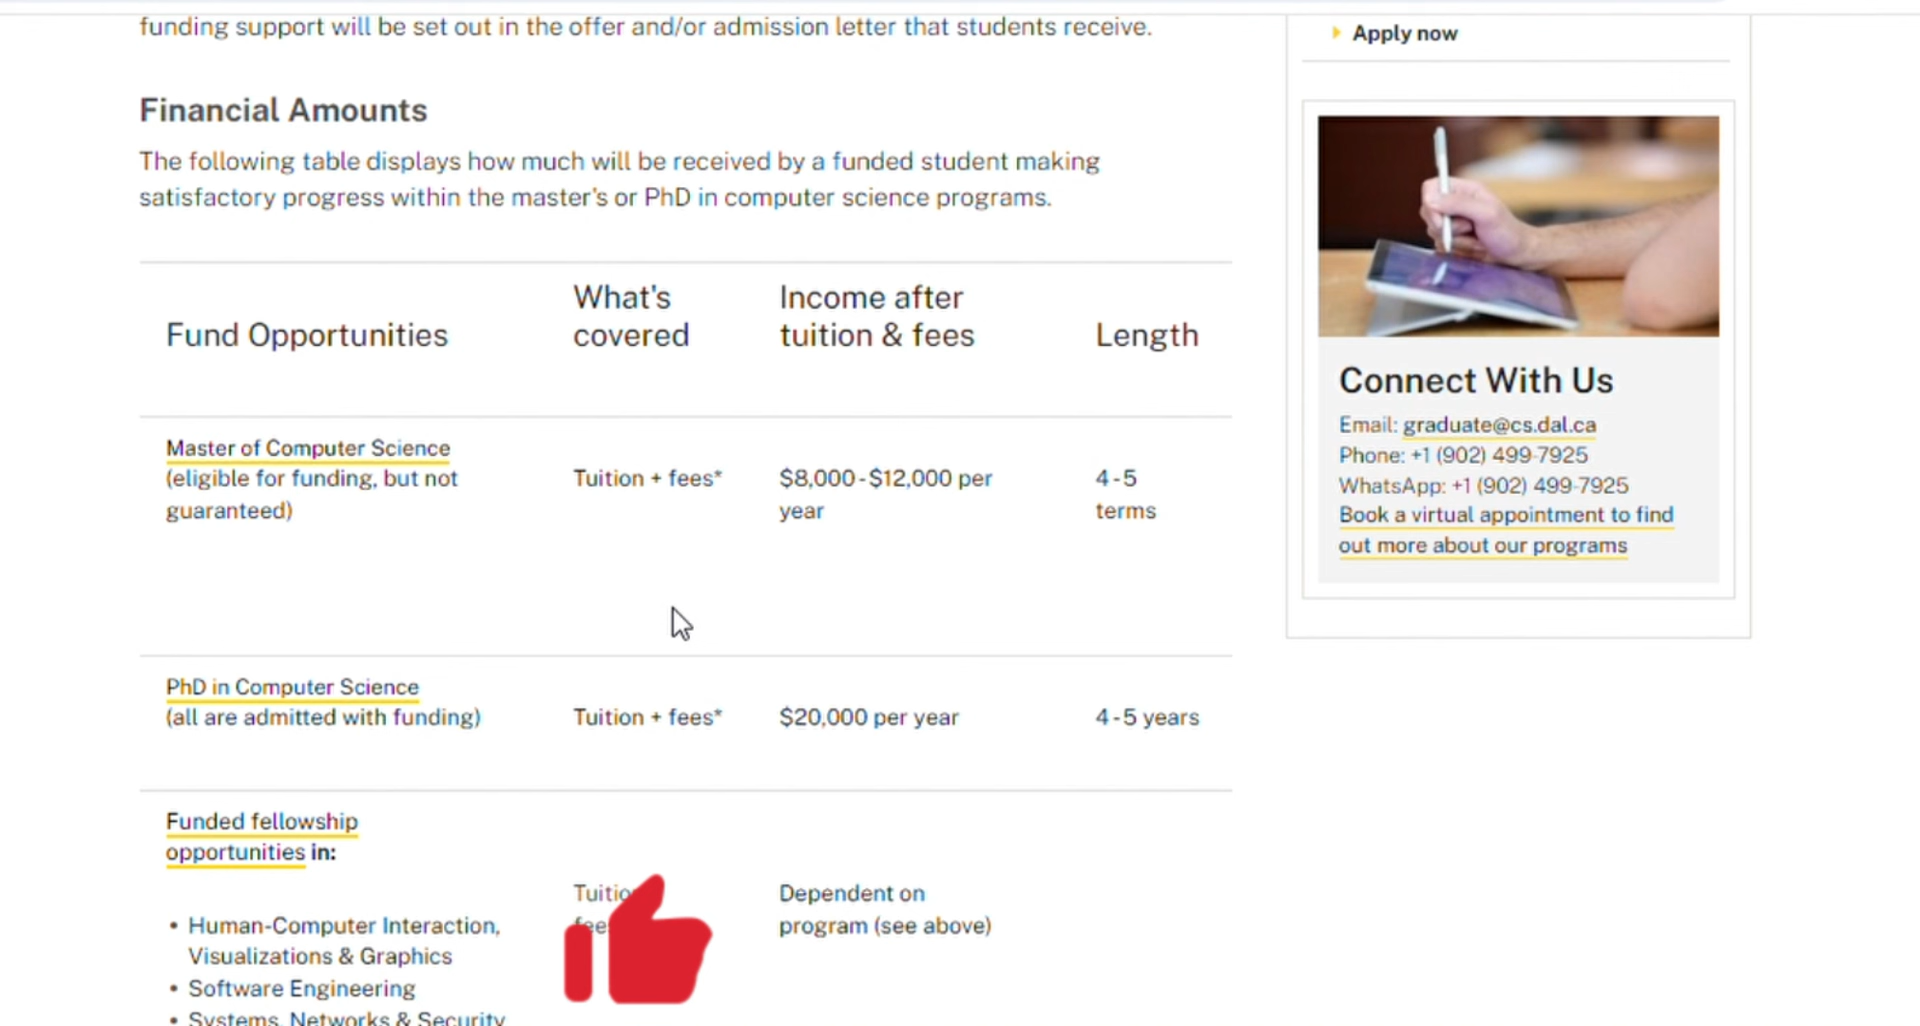 funding support will be set out in the offer and/or admission letter that students receive.
Financial Amounts
The following table displays how much will be received by a funded student making
satisfactory progress within the master's or PhD in computer science programs.
Fund Opportunities
What's
covered
Income after
tuition & fees
Length
Master of Computer Science
(eligible for funding, but not
guaranteed)
Tuition + fees*
$8,000-$12,000 per
year
4-5
terms
PhD in Computer Science
(all are admitted with funding)
Tuition + fees*
$20,000 per year
4-5 years
Funded fellowship
opportunities in:
• Human-Computer Interaction,
Visualizations & Graphics
• Software Engineering
• Systems, Networks & Security
Dependent on
program (see above)
Apply now
Connect With Us
Email: graduate@cs.dal.ca
Phone: +1 (902) 499-7925
WhatsApp: +1 (902) 499-7925
Book a virtual appointment to find
out more about our programs